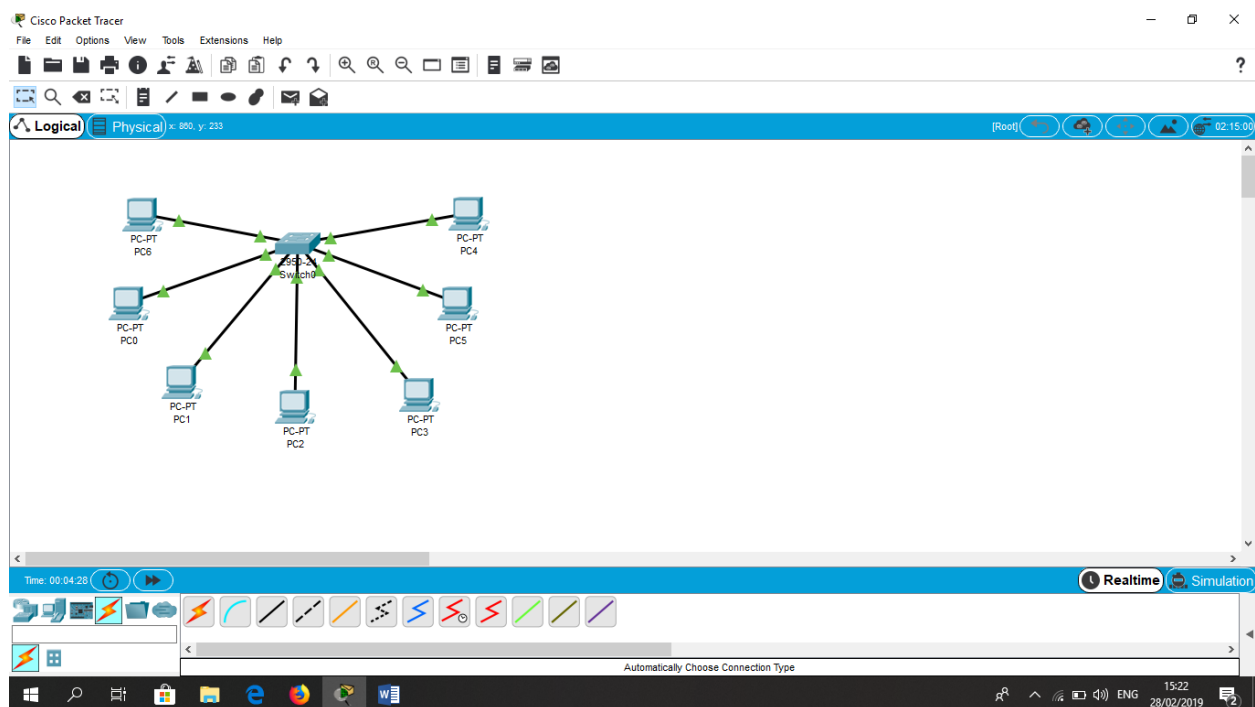 Cisco Packet Tracer
File Edit Options View Tools Extensions Help
?
Logical Physical x: 860, y: 233 [Root] 02:15:00
PC-PT
PC6
PC-PT
PC4
2950-24
Switch0
PC-PT
PC0
PC-PT
PC5
PC-PT
PC1
PC-PT
PC2
PC-PT
PC3
Time: 00:04:28 Realtime Simulation
Automatically Choose Connection Type
ENG 15:22
28/02/2019 2